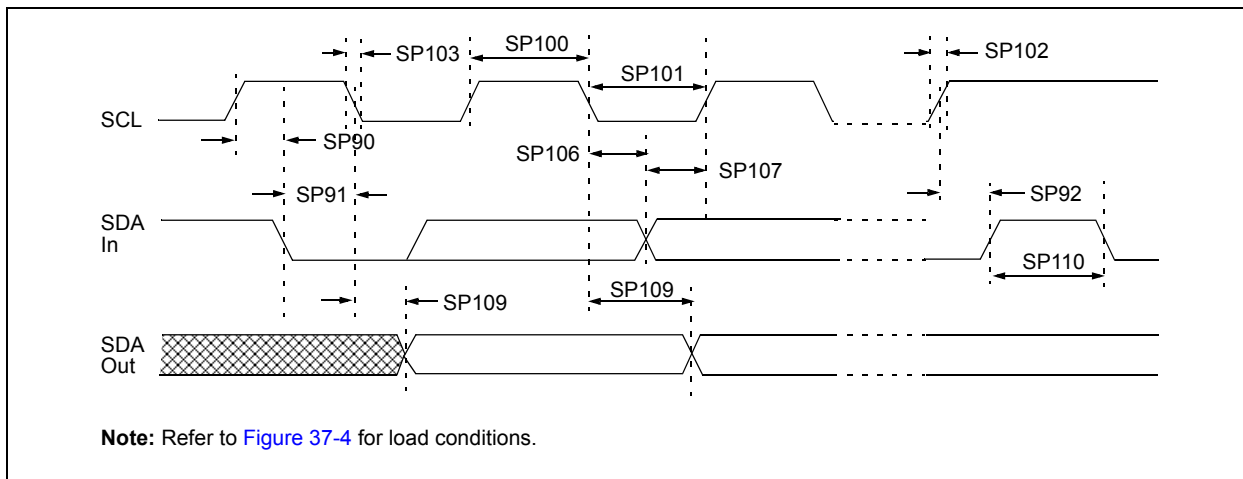 SP103
SP100
SP101
SP102
SCL
SP90
SP106
SP107
SP91
SP92
SDA
In
SP110
SP109
SP109
SDA
Out
Note: Refer to Figure 37-4 for load conditions.